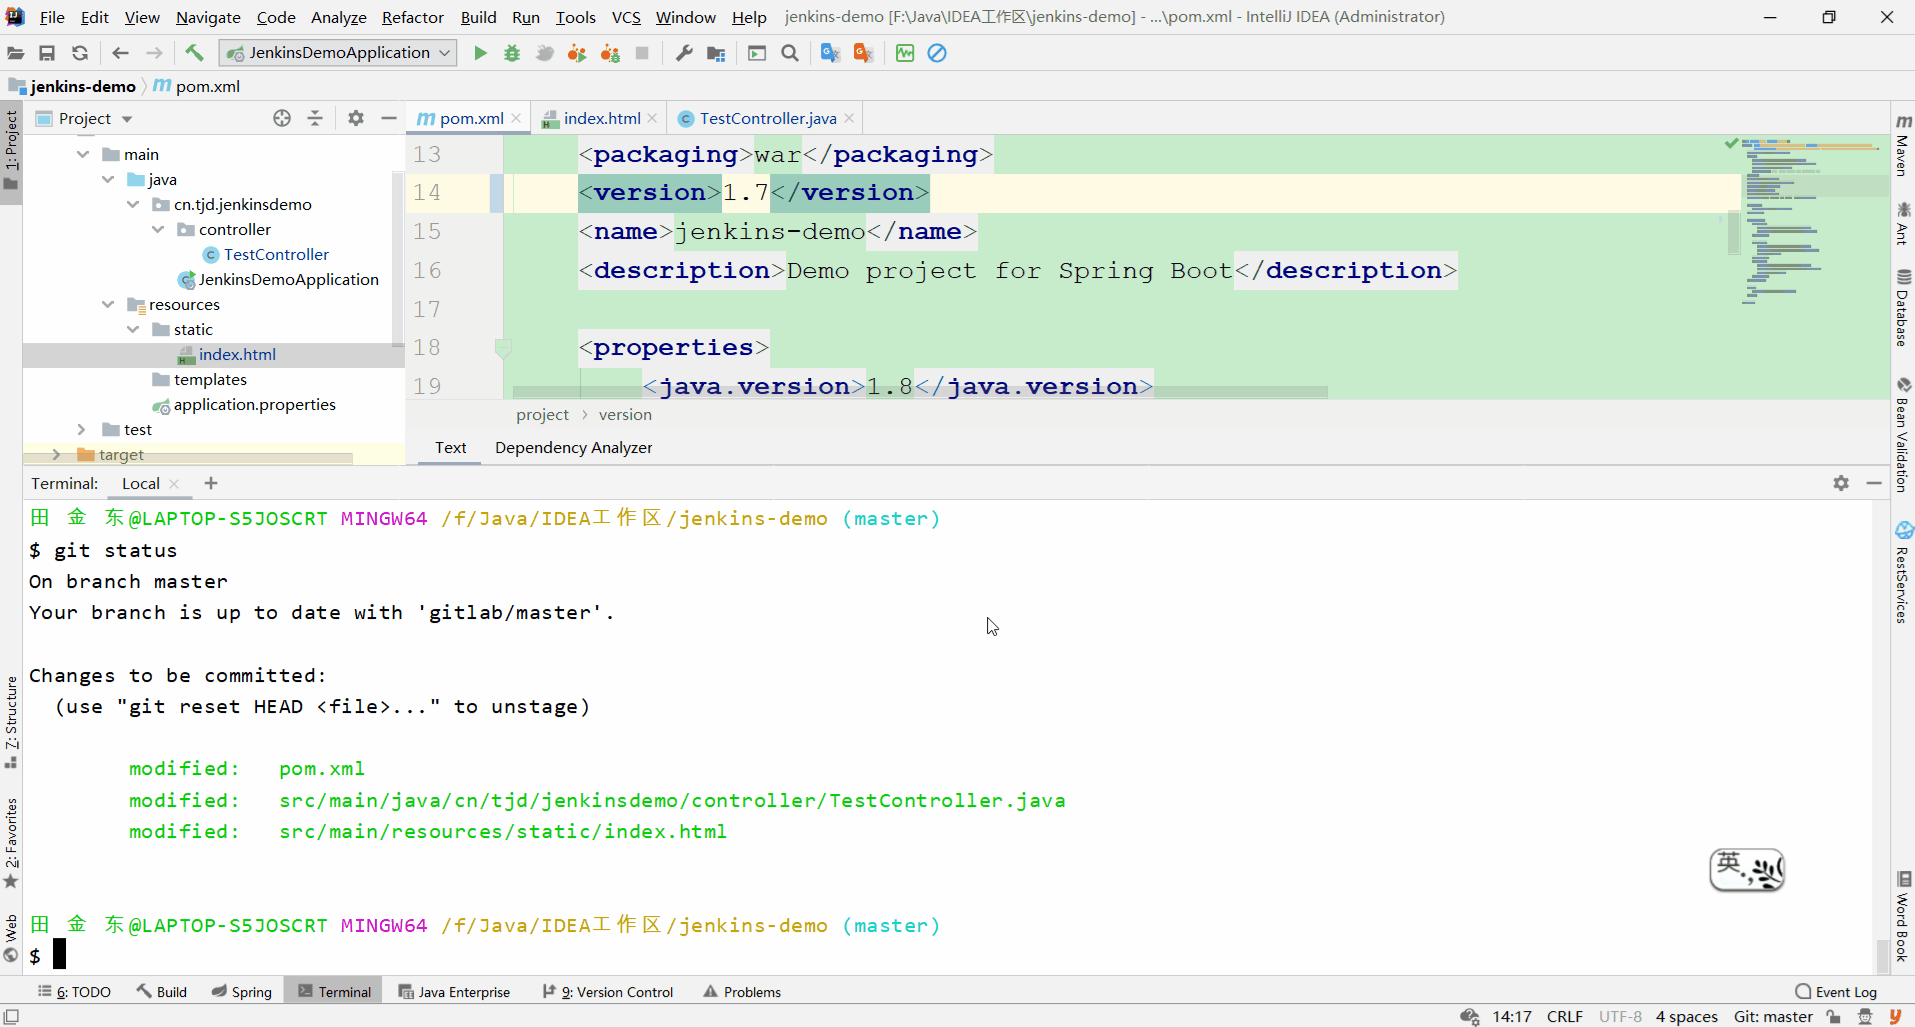 File Edit View Navigate Code Analyze Refactor Build Run Tools VCS Window Help jenkins-demo [F:\Java\IDEA工作区\jenkins-demo] - ...\pom.xml - IntelliJ IDEA (Administrator)
JenkinsDemoApplication
jenkins-demo pom.xml
Project
pom.xml index.html TestController.java
main
java
cn.tjd.jenkinsdemo
controller
TestController
JenkinsDemoApplication
resources
static
index.html
templates
application.properties
test
target
13 <packaging>war</packaging>
14 <version>1.7</version>
15 <name>jenkins-demo</name>
16 <description>Demo project for Spring Boot</description>
17
18 <properties>
19 <java.version>1.8</java.version>
project › version
Text Dependency Analyzer
Terminal: Local +
田金东@LAPTOP-S5JOSCRT MINGW64 /f/Java/IDEA工作区/jenkins-demo (master)
$ git status
On branch master
Your branch is up to date with 'gitlab/master'.
Changes to be committed:
(use "git reset HEAD <file>..." to unstage)
modified: pom.xml
modified: src/main/java/cn/tjd/jenkinsdemo/controller/TestController.java
modified: src/main/resources/static/index.html
田金东@LAPTOP-S5JOSCRT MINGW64 /f/Java/IDEA工作区/jenkins-demo (master)
$
英
1: Project
7: Structure
2: Favorites
Web
Maven
Ant
Database
Bean Validation
RestServices
Word Book
6: TODO Build Spring Terminal Java Enterprise 9: Version Control Problems Event Log
14:17 CRLF UTF-8 4 spaces Git: master